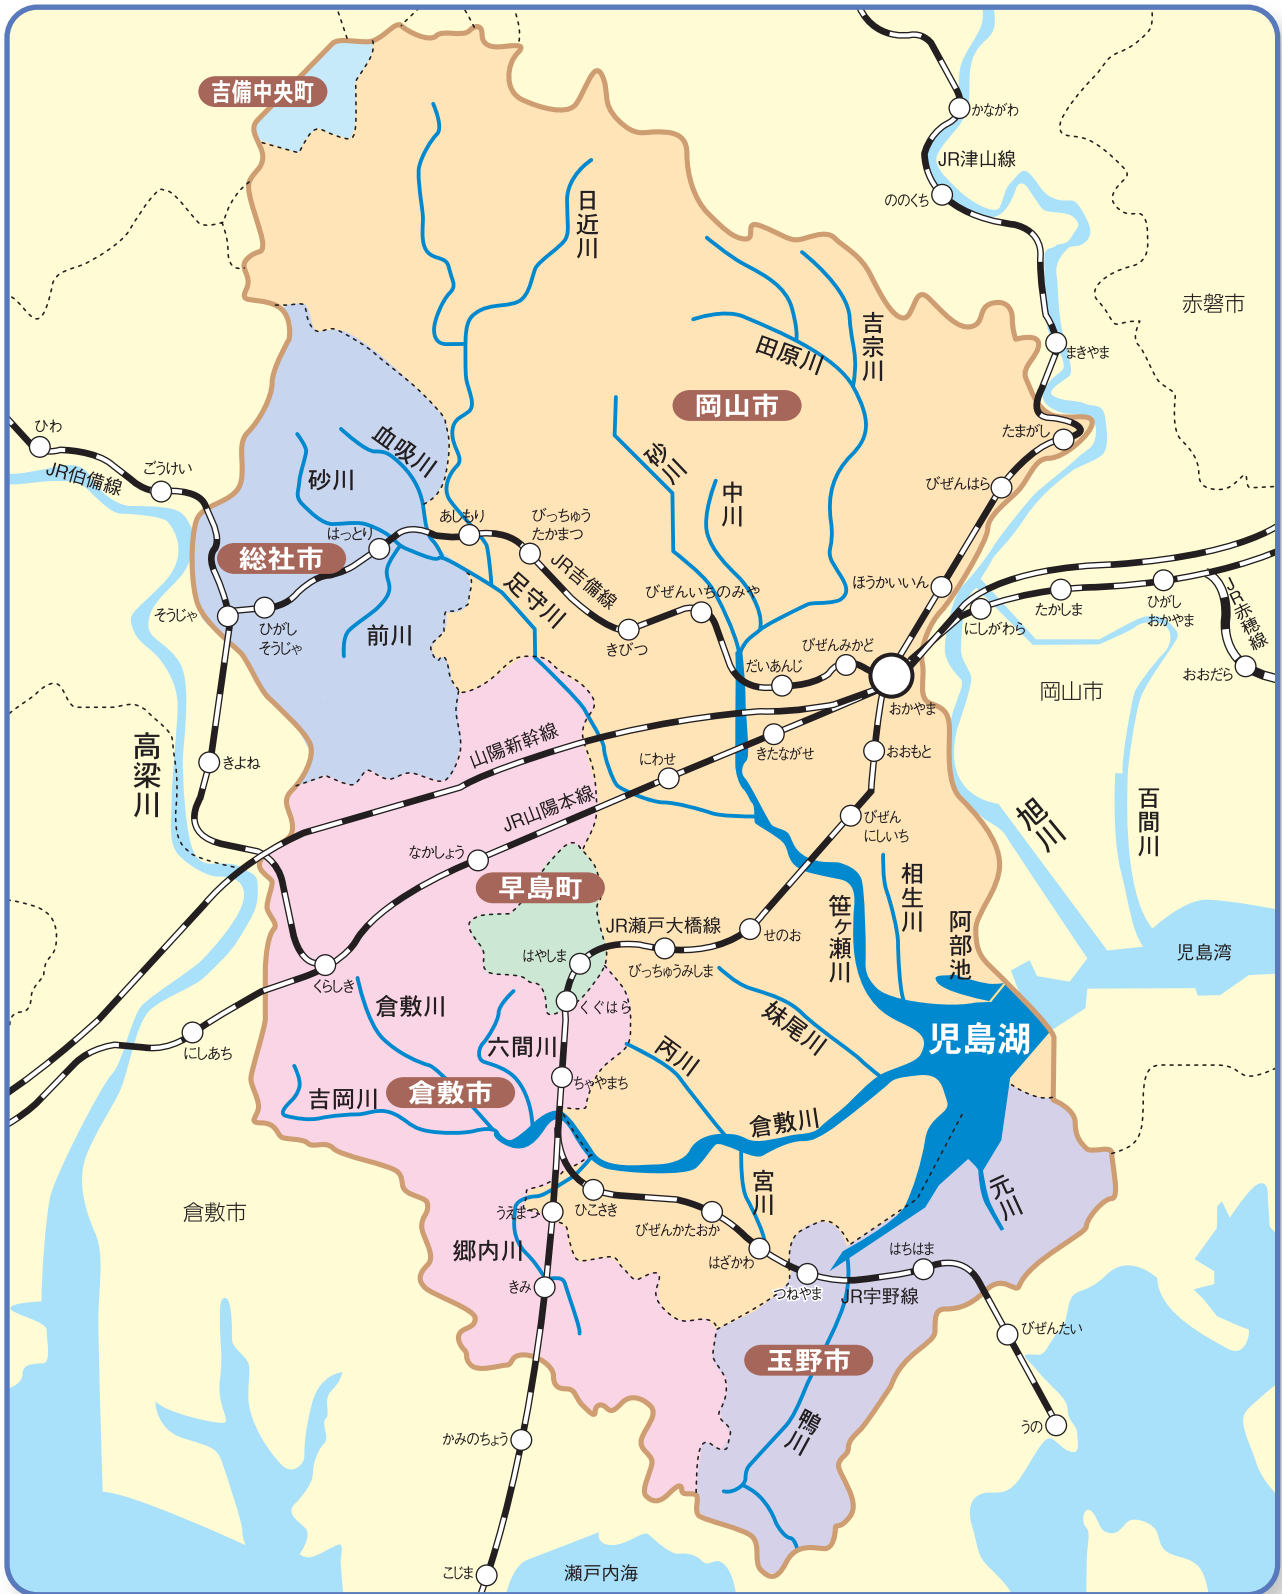 吉備中央町
かながわ
JR津山線
ののくち
日近川
赤磐市
吉宗川
田原川
まきやま
岡山市
ひわ
JR伯備線
ごうけい
血吸川
砂川
砂川
中川
たまがし
びぜんはら
はっとり
あしもり
びっちゅう
たかまつ
総社市
JR吉備線
足守川
びぜんいちのみや
ほうかいいん
たかしま
ひがし
おかやま
JR赤穂線
そうじゃ
ひがし
そうじゃ
前川
きびつ
にしがわら
びぜんみかど
だいあんじ
おおだら
岡山市
おかやま
高梁川
きよね
山陽新幹線
にわせ
きたながせ
おおもと
JR山陽本線
びぜん
にしいち
旭川
百間川
なかしょう
早島町
相生川
笹ヶ瀬川
阿部池
JR瀬戸大橋線
せのお
はやしま
びっちゅうみしま
児島湾
くらしき
倉敷川
くぐはら
六間川
妹尾川
児島湖
にしあち
丙川
ちゃやまち
吉岡川
倉敷市
倉敷川
宮川
元川
倉敷市
うえまつ
ひこさき
びぜんかたおか
郷内川
はざかわ
はちはま
きみ
つねやま
JR宇野線
びぜんたい
玉野市
鴨川
うの
かみのちょう
こじま
瀬戸内海